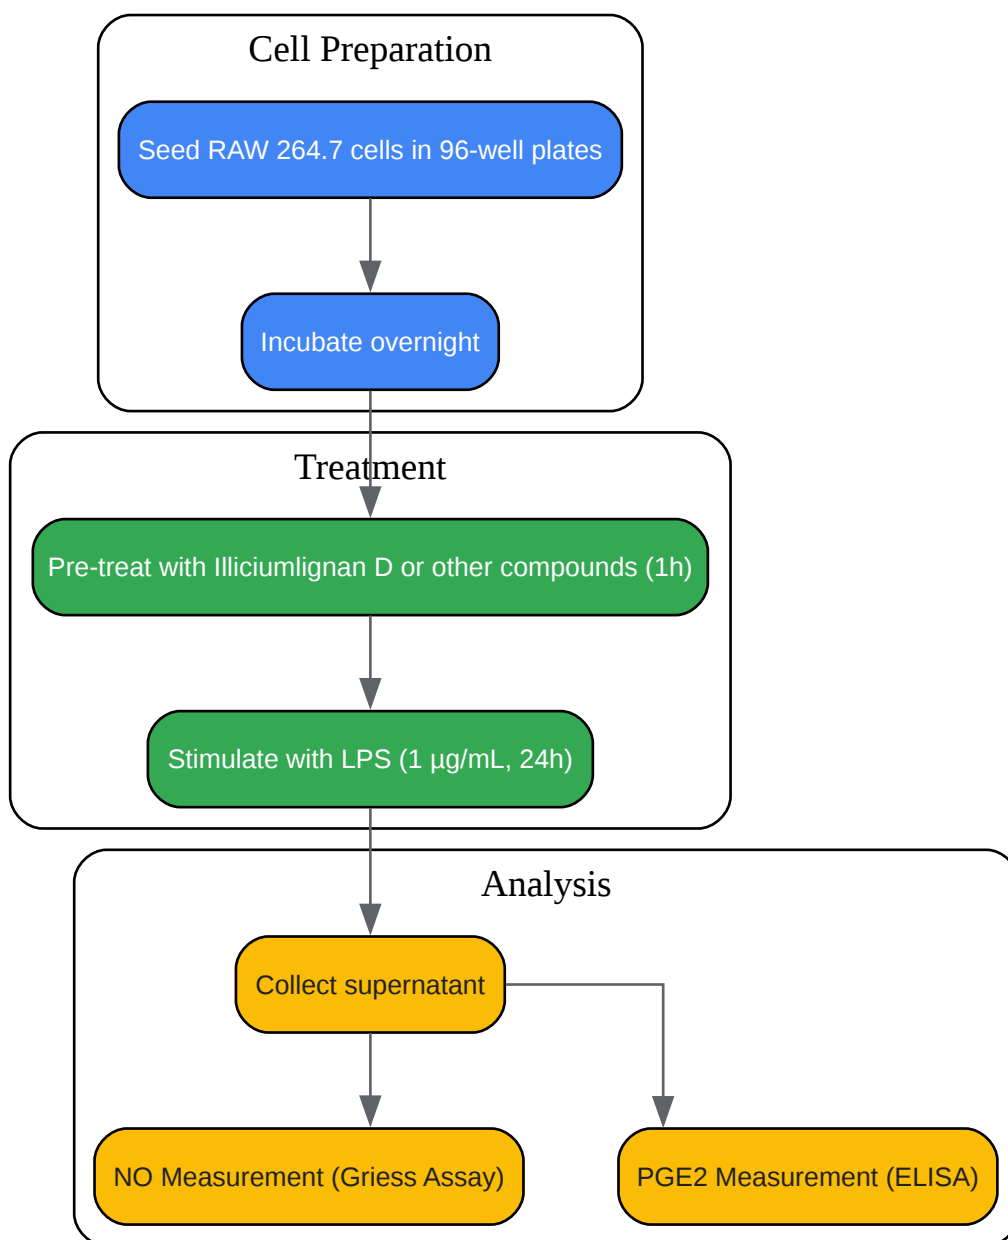 Cell Preparation
Seed RAW 264.7 cells in 96-well plates
Incubate overnight
Treatment
Pre-treat with Illiciumlignan D or other compounds (1h)
Stimulate with LPS (1 µg/mL, 24h)
Analysis
Collect supernatant
NO Measurement (Griess Assay)
PGE2 Measurement (ELISA)